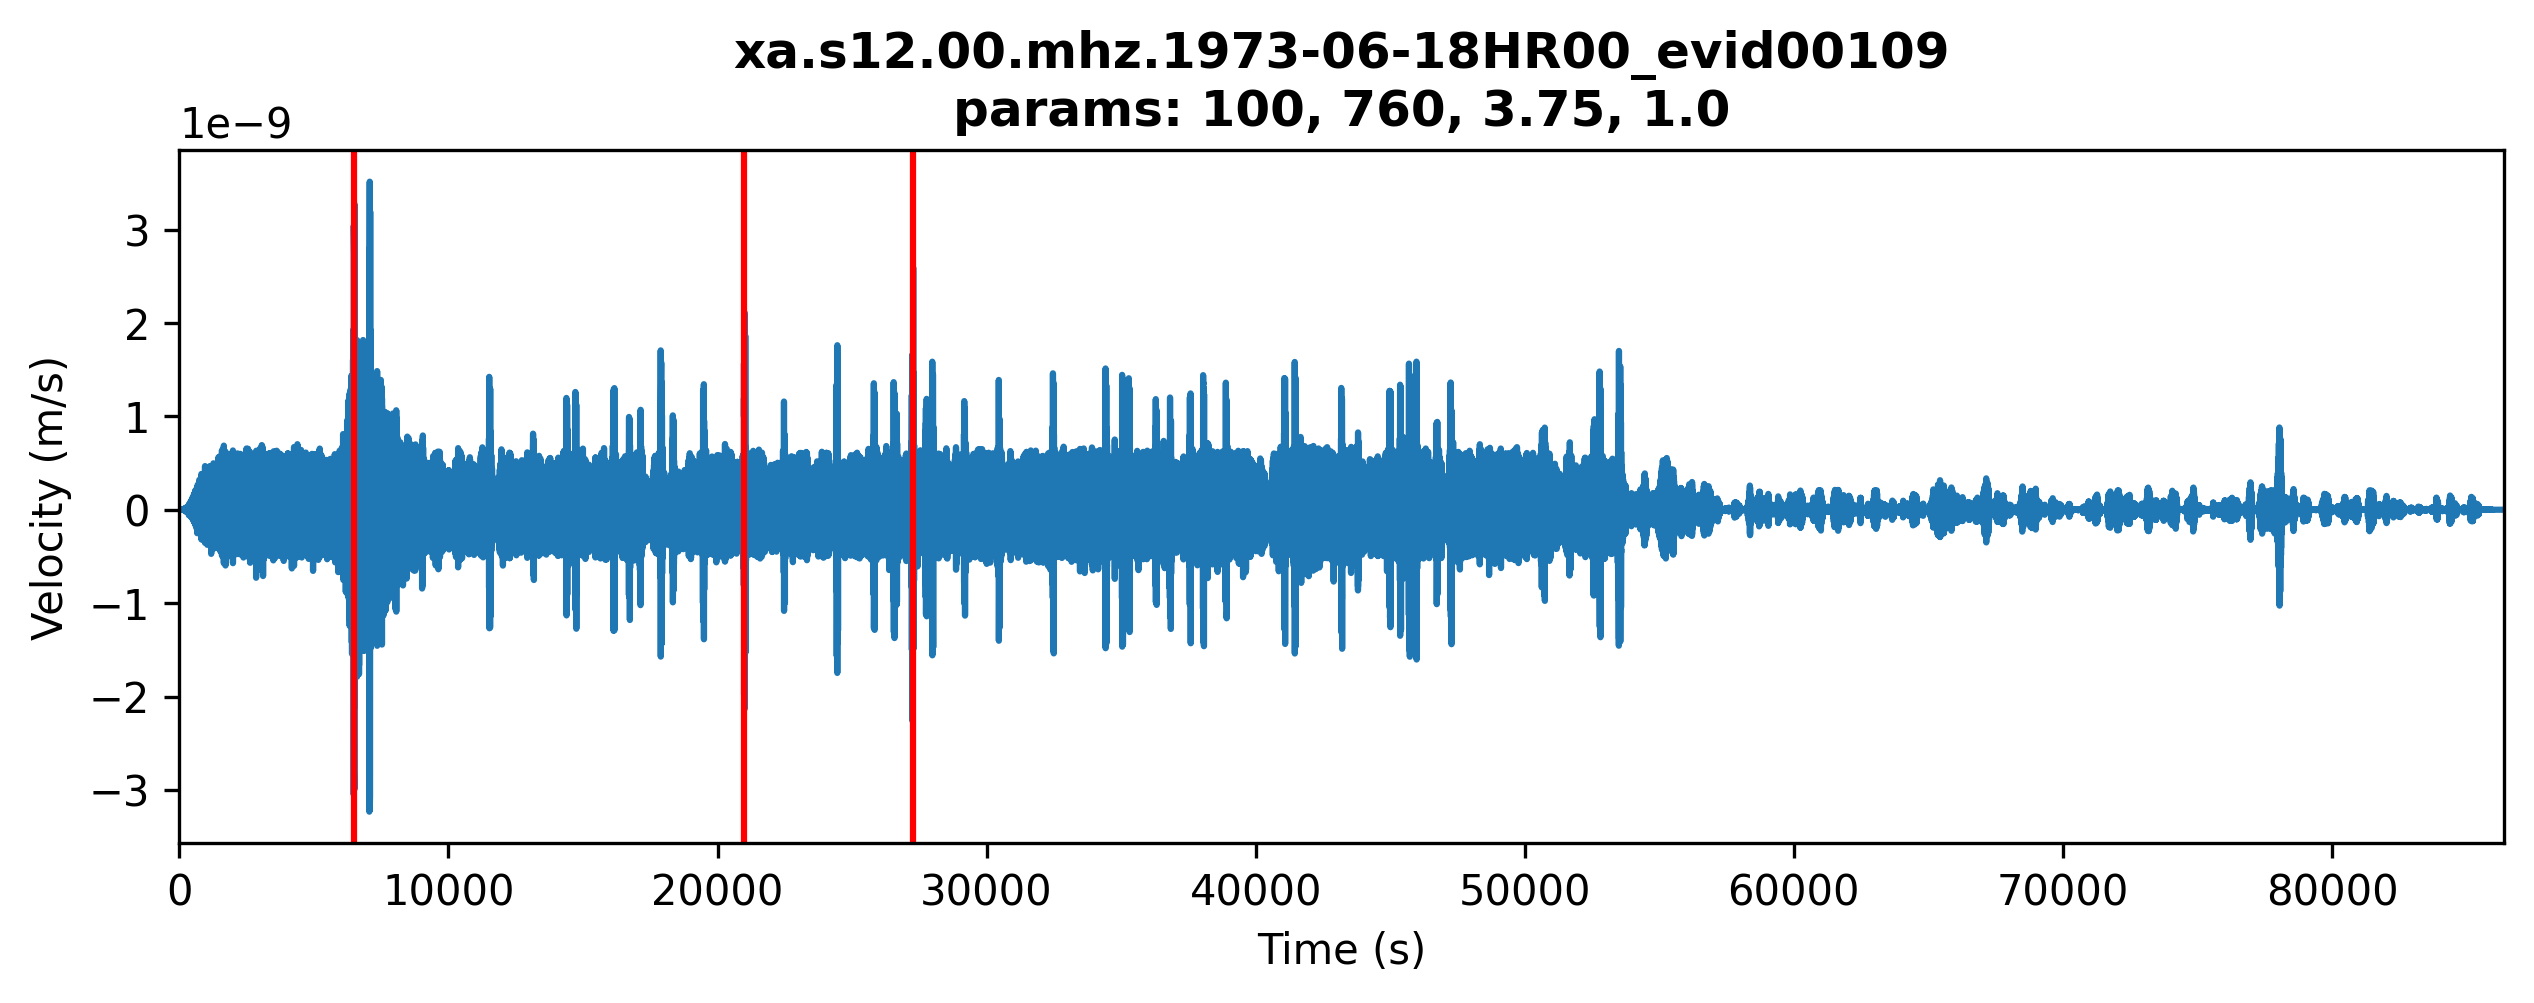 xa.s12.00.mhz.1973-06-18HR00_evid00109
params: 100, 760, 3.75, 1.0
1e−9
3
2
1
0
−1
−2
−3
Velocity (m/s)
0 10000 20000 30000 40000 50000 60000 70000 80000
Time (s)